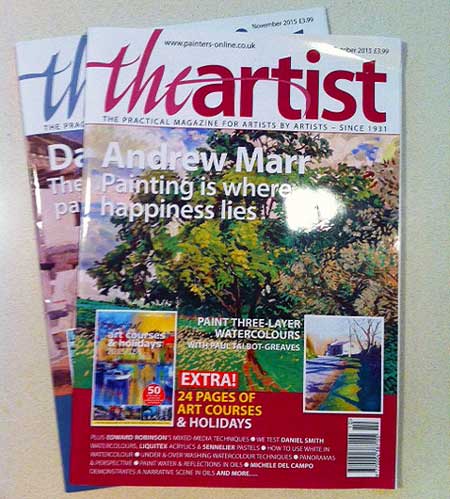 November 2015 £3.99
www.painters-online.co.uk
2015 £3.99
the
the artist
THE PRAC
THE PRACTICAL MAGAZINE FOR ARTISTS BY ARTISTS – SINCE 1931
Da
Andrew Marr
The
Painting is where
pa
happiness lies
PAINT THREE-LAYER
WATERCOLOURS
WITH PAUL TALBOT-GREAVES
art courses
& holidays
50
EXTRA!
24 PAGES OF
ART COURSES
& HOLIDAYS
PLUS EDWARD ROBINSON'S MIXED-MEDIA TECHNIQUES ● WE TEST DANIEL SMITH
WATERCOLOURS, LIQUITEX ACRYLICS & SENNELIER PASTELS ● HOW TO USE WHITE IN
WATERCOLOUR ● UNDER- & OVER-WASHING WATERCOLOUR TECHNIQUES ● PANORAMAS
& PERSPECTIVE ● PAINT WATER & REFLECTIONS IN OILS ● MICHELE DEL CAMPO
DEMONSTRATES A NARRATIVE SCENE IN OILS AND MORE.....